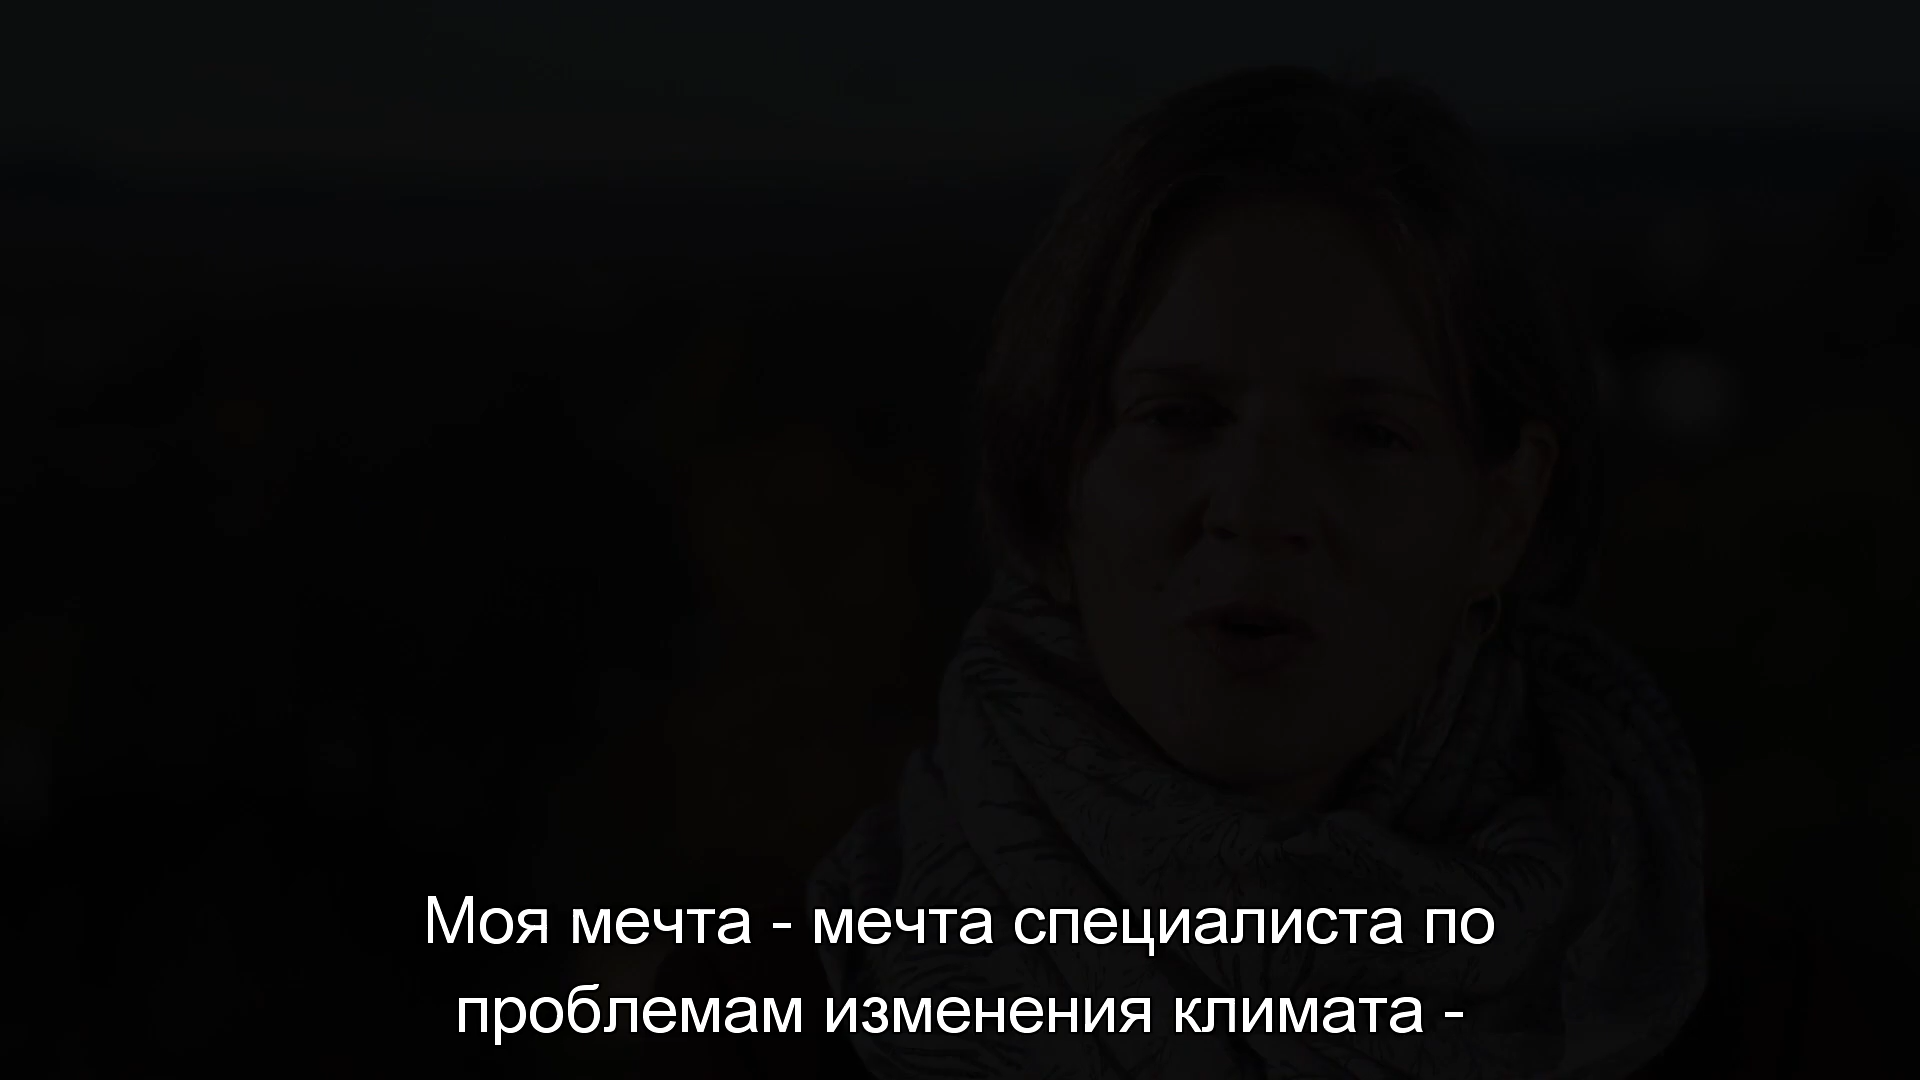 Моя мечта - мечта специалиста по
проблемам изменения климата -